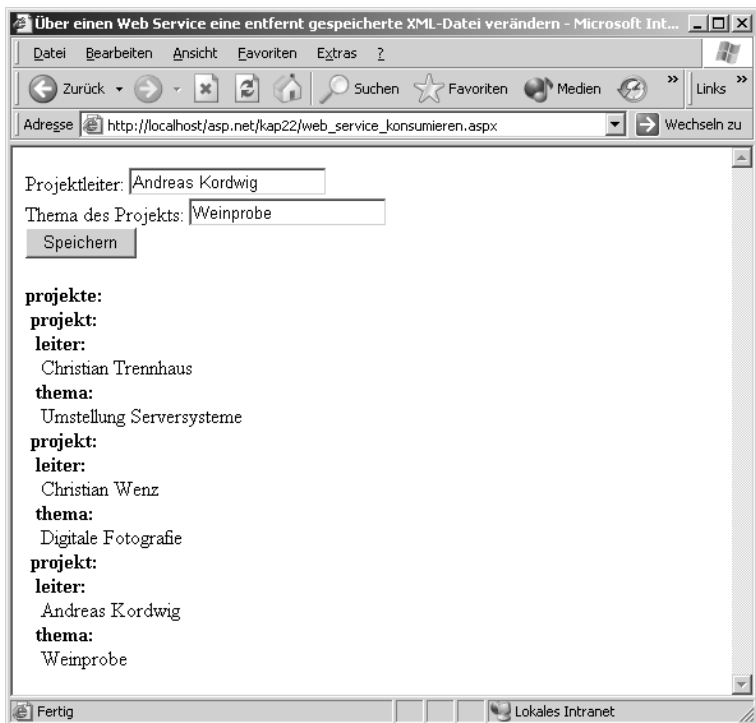 Über einen Web Service eine entfernt gespeicherte XML-Datei verändern - Microsoft Int...
Datei Bearbeiten Ansicht Favoriten Extras ?
Zurück Suchen Favoriten Medien » Links »
Adresse http://localhost/asp.net/kap22/web_service_konsumieren.aspx Wechseln zu
Projektleiter: Andreas Kordwig
Thema des Projekts: Weinprobe
Speichern
projekte:
projekt:
leiter:
Christian Trennhaus
thema:
Umstellung Serversysteme
projekt:
leiter:
Christian Wenz
thema:
Digitale Fotografie
projekt:
leiter:
Andreas Kordwig
thema:
Weinprobe
Fertig Lokales Intranet